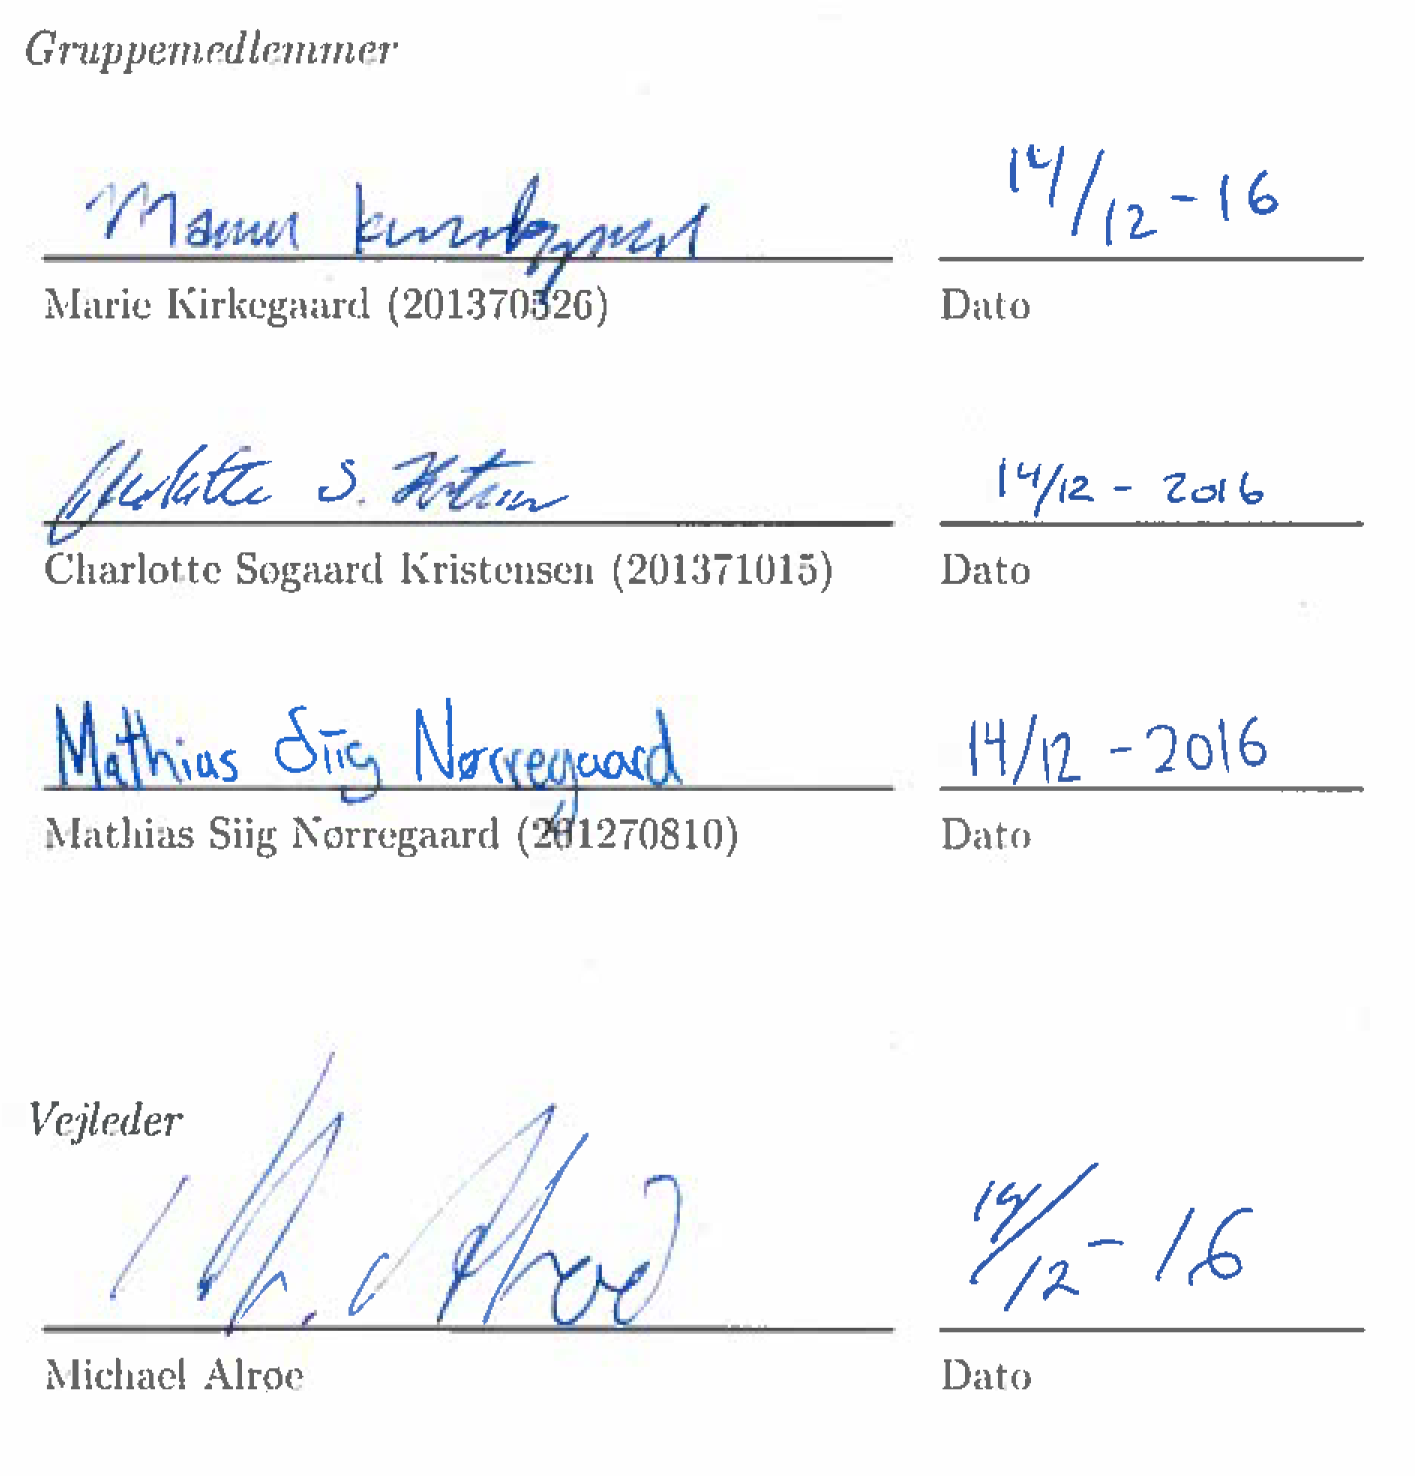 Gruppemedlemmer
Marie Kirkegaard 14/12 - 16
Marie Kirkegaard (201370526) Dato
Charlotte S. Kristensen 14/12 - 2016
Charlotte Søgaard Kristensen (201371015) Dato
Mathias Siig Nørregaard 14/12 - 2016
Mathias Siig Nørregaard (201270810) Dato
Vejleder
14/12 - 16
Michael Alrøe Dato